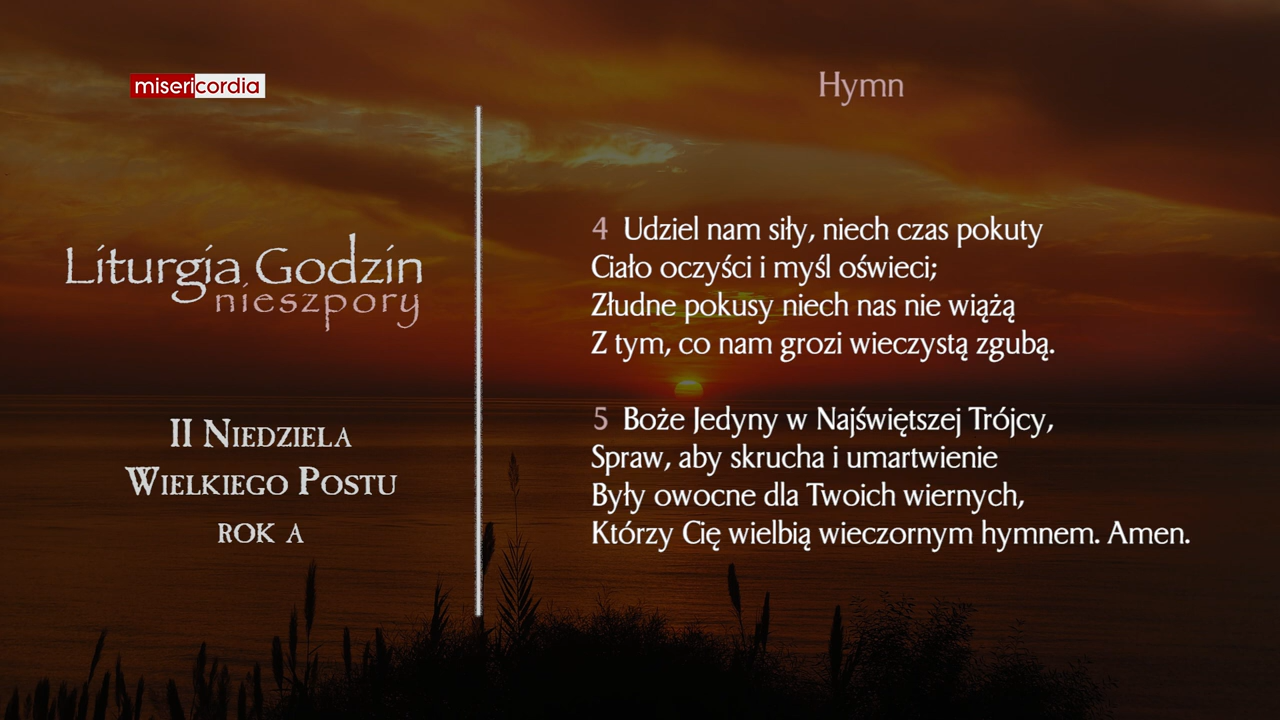 misericordia
Liturgia Godzin
nieszpory
II Niedziela
Wielkiego Postu
rok A
Hymn
4 Udziel nam siły, niech czas pokuty
Ciało oczyści i myśl oświeci;
Złudne pokusy niech nas nie wiążą
Z tym, co nam grozi wieczystą zgubą.
5 Boże Jedyny w Najświętszej Trójcy,
Spraw, aby skrucha i umartwienie
Były owocne dla Twoich wiernych,
Którzy Cię wielbią wieczornym hymnem. Amen.